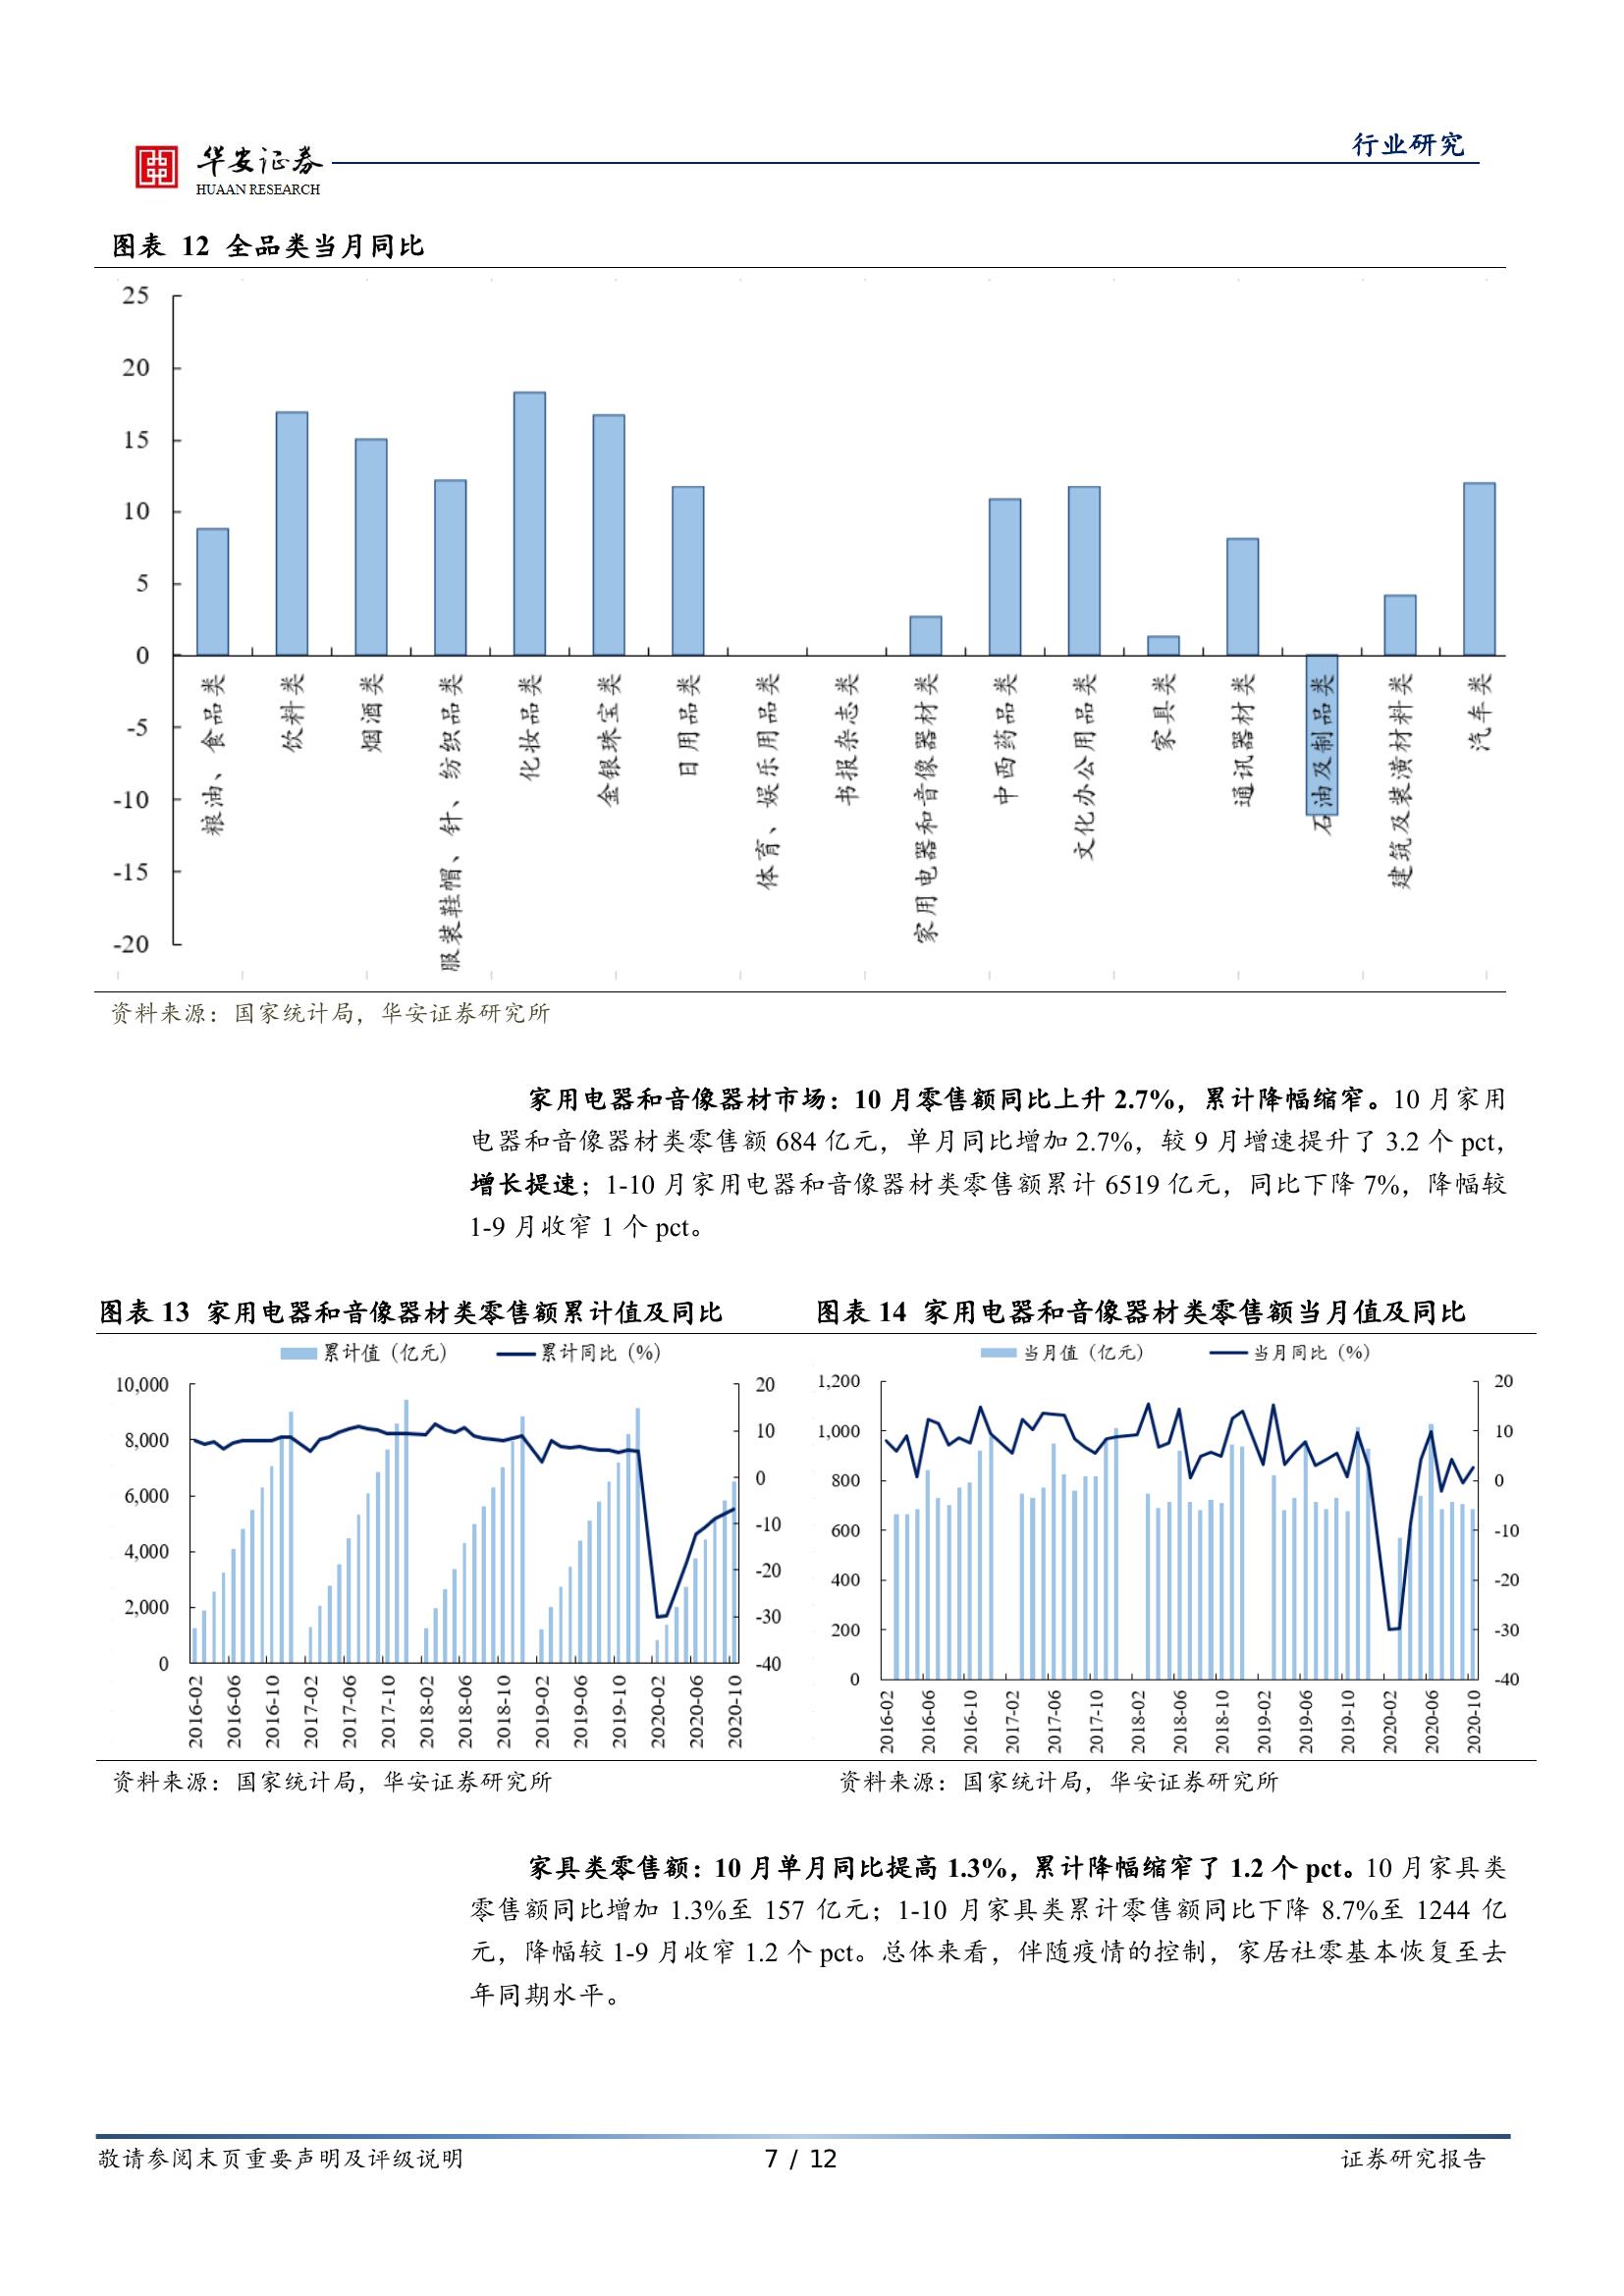 华安证券
HUAAN RESEARCH
行业研究
图表 12 全品类当月同比
25
20
15
10
5
0
-5
-10
-15
-20
粮油、食品类
饮料类
烟酒类
服装鞋帽、针、纺织品类
化妆品类
金银珠宝类
日用品类
体育、娱乐用品类
书报杂志类
家用电器和音像器材类
中西药品类
文化办公用品类
家具类
通讯器材类
石油及制品类
建筑及装潢材料类
汽车类
资料来源：国家统计局，华安证券研究所
家用电器和音像器材市场：10 月零售额同比上升 2.7%，累计降幅缩窄。10 月家用
电器和音像器材类零售额 684 亿元，单月同比增加 2.7%，较 9 月增速提升了 3.2 个 pct，
增长提速；1-10 月家用电器和音像器材类零售额累计 6519 亿元，同比下降 7%，降幅较
1-9 月收窄 1 个 pct。
图表 13 家用电器和音像器材类零售额累计值及同比
累计值（亿元） 累计同比（%）
10,000
8,000
6,000
4,000
2,000
0
20
10
0
-10
-20
-30
-40
2016-02
2016-06
2016-10
2017-02
2017-06
2017-10
2018-02
2018-06
2018-10
2019-02
2019-06
2019-10
2020-02
2020-06
2020-10
资料来源：国家统计局，华安证券研究所
图表 14 家用电器和音像器材类零售额当月值及同比
当月值（亿元） 当月同比（%）
1,200
1,000
800
600
400
200
0
20
10
0
-10
-20
-30
-40
2016-02
2016-06
2016-10
2017-02
2017-06
2017-10
2018-02
2018-06
2018-10
2019-02
2019-06
2019-10
2020-02
2020-06
2020-10
资料来源：国家统计局，华安证券研究所
家具类零售额：10 月单月同比提高 1.3%，累计降幅缩窄了 1.2 个 pct。10 月家具类
零售额同比增加 1.3%至 157 亿元；1-10 月家具类累计零售额同比下降 8.7%至 1244 亿
元，降幅较 1-9 月收窄 1.2 个 pct。总体来看，伴随疫情的控制，家居社零基本恢复至去
年同期水平。
敬请参阅末页重要声明及评级说明
7 / 12
证券研究报告